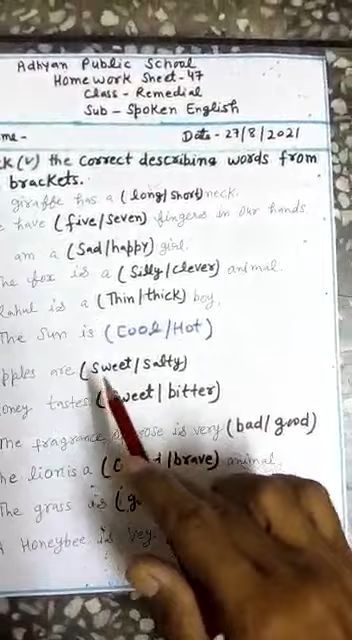 Adhyan Public School
Homework Sheet-47
Class - Remedial
Sub - Spoken English
me - Date - 27/8/2021
k(v) the correct describing words from
brackets.
giraffe has a (long/short) neck.
e have (five/seven) fingers in our hands
am a (Sad/happy) girl.
he fox is a (Silly/Clever) animal.
Rahul is a (Thin/thick) boy.
The Sun is (Cool/Hot)
pples are (Sweet/Salty)
oney tastes (Sweet/bitter)
The fragrance of rose is very (bad/good)
he lion is a (/brave) animal.
The grass is (g
Honeybee is